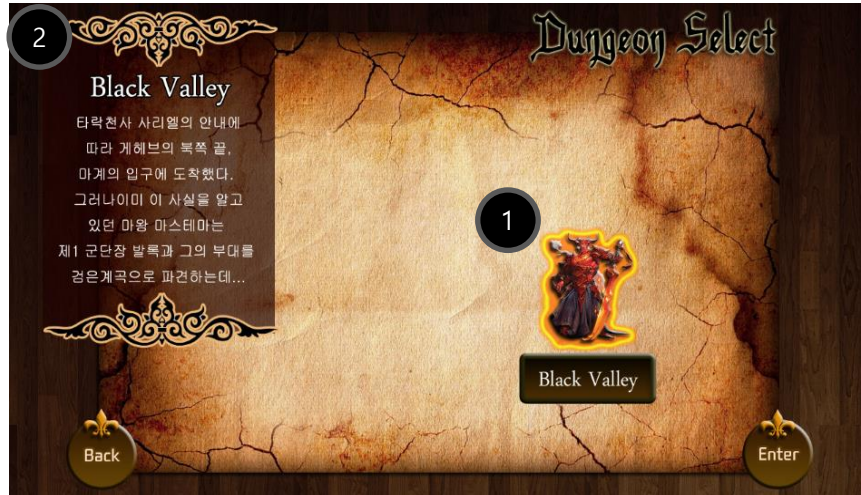 2
Dungeon Select
Black Valley
타락천사 사리엘의 안내에
따라 게헤브의 북쪽 끝,
마계의 입구에 도착했다.
그러나이미 이 사실을 알고
있던 마왕 마스테마는
제1 군단장 발록과 그의 부대를
검은계곡으로 파견하는데...
1
Black Valley
Back
Enter